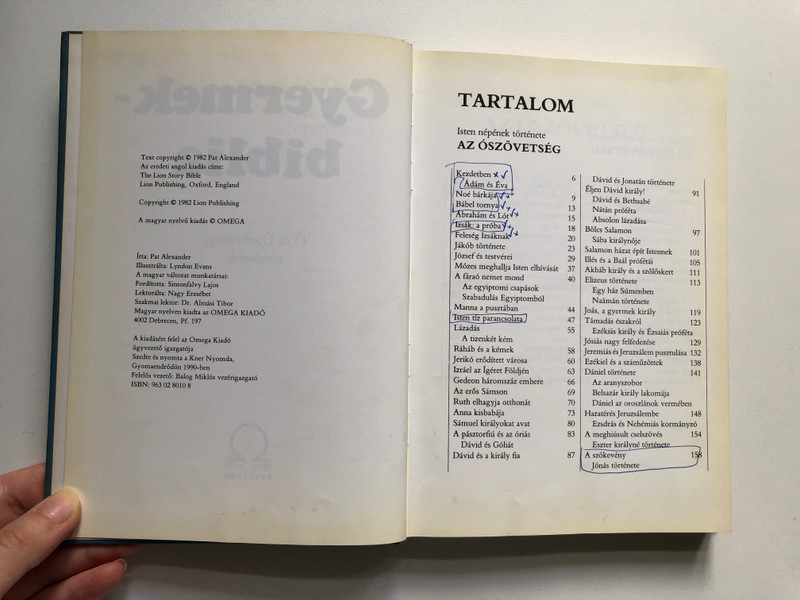 Gyermek-
biblia
Text copyright © 1982 Pat Alexander
Az eredeti angol kiadás címe:
The Lion Story Bible
Lion Publishing, Oxford, England
Copyright © 1982 Lion Publishing
A magyar nyelvű kiadás © OMEGA
Írta: Pat Alexander
Illusztrálta: Lyndon Evans
A magyar változat munkatársai:
Fordította: Simonfalvy Lajos
Lektorálta: Nagy Erzsébet
Szakmai lektor: Dr. Almási Tibor
Magyar nyelven kiadta az OMEGA KIADÓ
4002 Debrecen, Pf. 197
A kiadásért felel az Omega Kiadó
ügyvezető igazgatója
Szedte és nyomta a Kner Nyomda,
Gyomaendrődön 1990-ben
Felelős vezető: Balog Miklós vezérigazgató
ISBN: 963 02 8010 8
TARTALOM
Isten népének története
AZ ÓSZÖVETSÉG
Kezdetben 6
Ádám és Éva
Noé bárkája 9
Bábel tornya 13
Ábrahám és Lót 15
Izsák: a próba 18
Feleség Izsáknak 20
Jákób története 23
József és testvérei 29
Mózes meghallja Isten elhívását 37
A fáraó nemet mond 40
Az egyiptomi csapások
Szabadulás Egyiptomból
Manna a pusztában 44
Isten tíz parancsolata 47
Lázadás 55
A tizenkét kém
Ráháb és a kémek 58
Jerikó erődített városa 60
Izráel az Ígéret Földjén 63
Gedeon háromszáz embere 66
Az erős Sámson 69
Ruth elhagyja otthonát 70
Anna kisbabája 73
Sámuel királyokat avat 80
A pásztorfiú és az óriás 83
Dávid és Góliát
Dávid és a király fia 87
Dávid és Jonatán története
Éljen Dávid király! 91
Dávid és Bethsabé
Nátán próféta
Absolon lázadása
Bölcs Salamon 97
Sába királynője
Salamon házat épít Istennek 101
Illés és a Baál prófétái 105
Akháb király és a szőlőskert 111
Elizeus története 113
Egy ház Súnemben
Naámán története
Joás, a gyermek király 119
Támadás északról 123
Ezékiás király és Ézsaiás próféta
Jósiás nagy felfedezése 129
Jeremiás és Jeruzsálem pusztulása 132
Ezékiel és a száműzöttek 138
Dániel története 141
Az aranyszobor
Belsazár király lakomája
Dániel az oroszlánok vermében
Hazatérés Jeruzsálembe 148
Ezsdrás és Nehémiás kormányzó
A meghiúsult cselszövés 154
Eszter királyné története
A szökevény 158
Jónás története